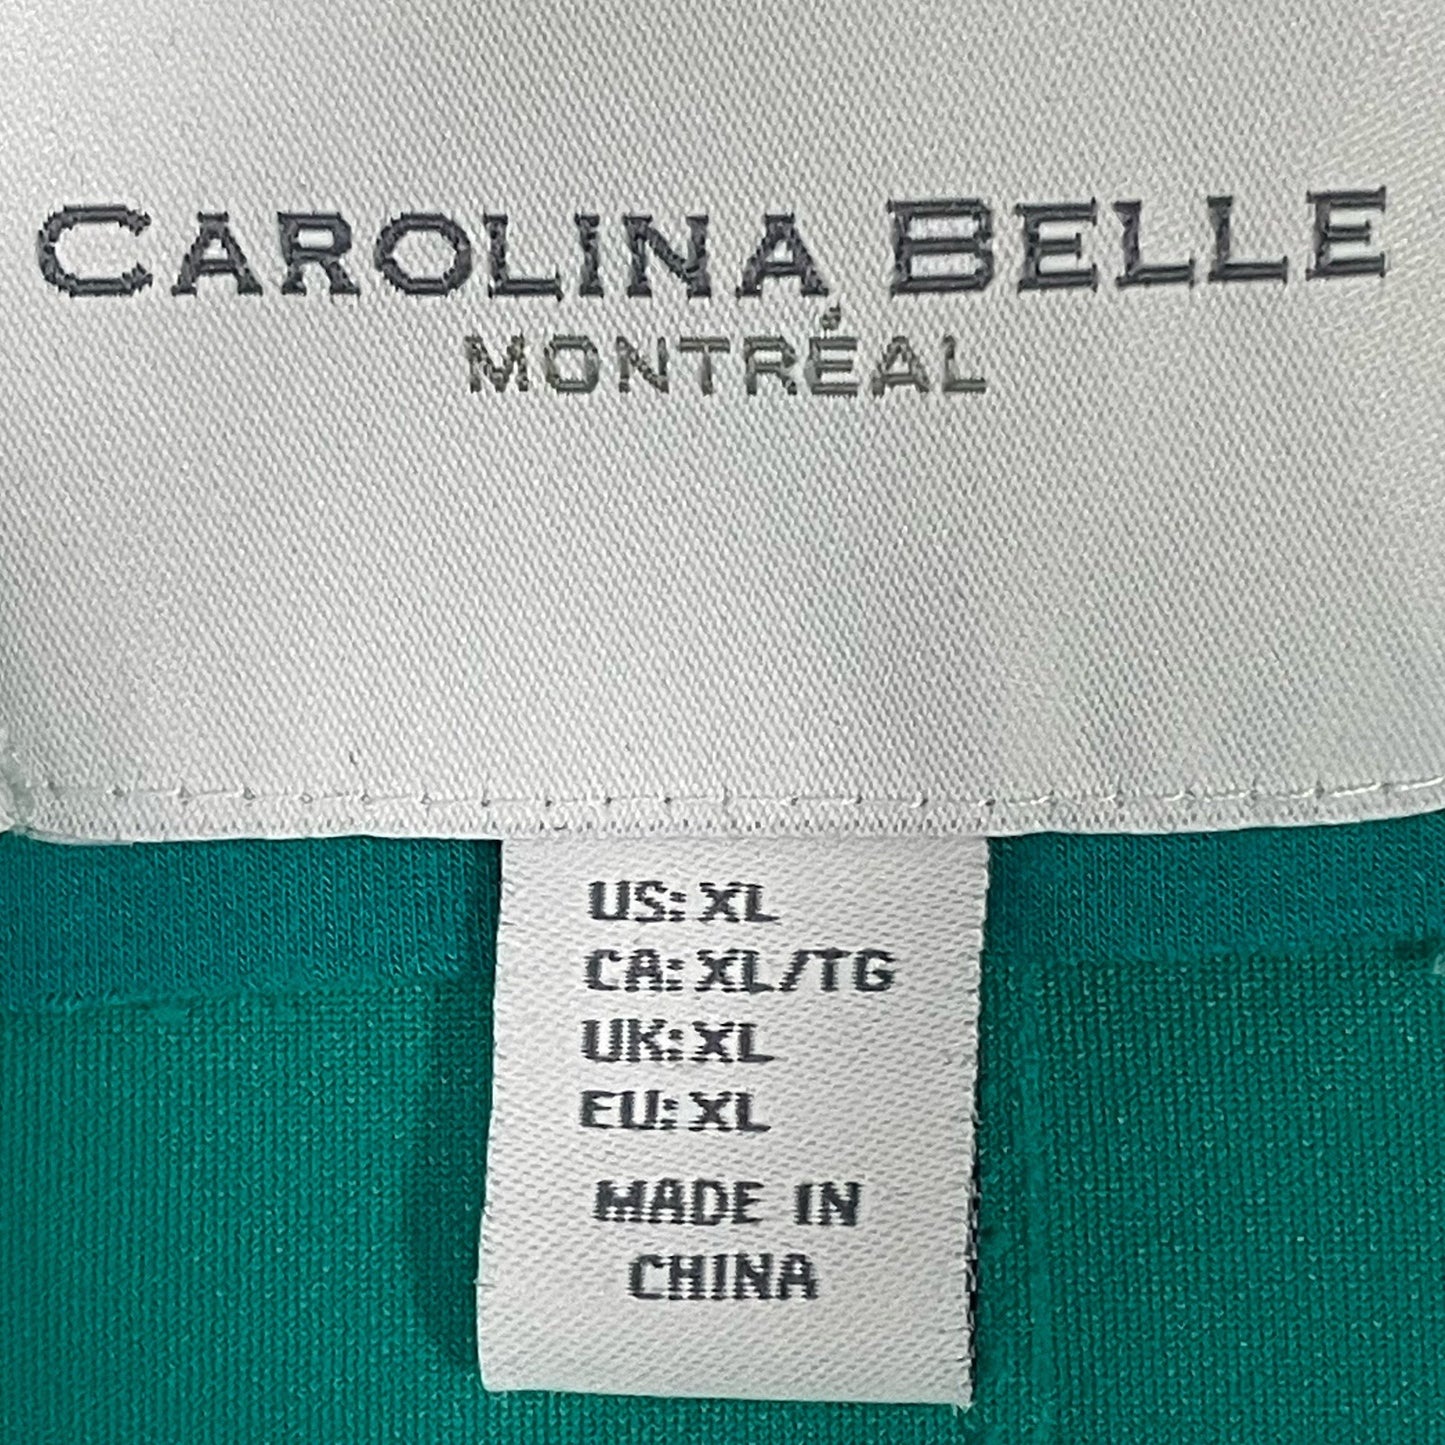 CAROLINA BELLE
MONTRÉAL
US: XL
CA: XL/TG
UK: XL
EU: XL
MADE IN
CHINA